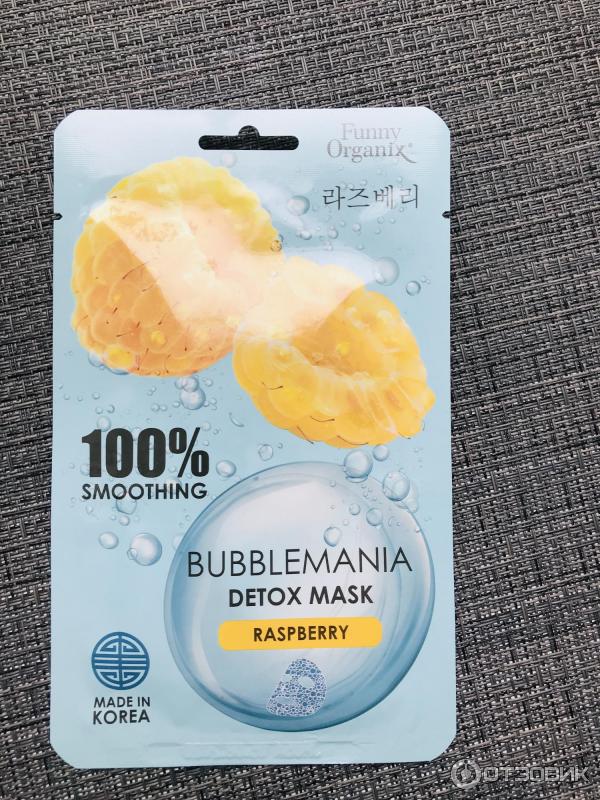 Funny
Organix®
라즈베리
100%
SMOOTHING
BUBBLEMANIA
DETOX MASK
RASPBERRY
MADE IN
KOREA
ОТЗОВИК